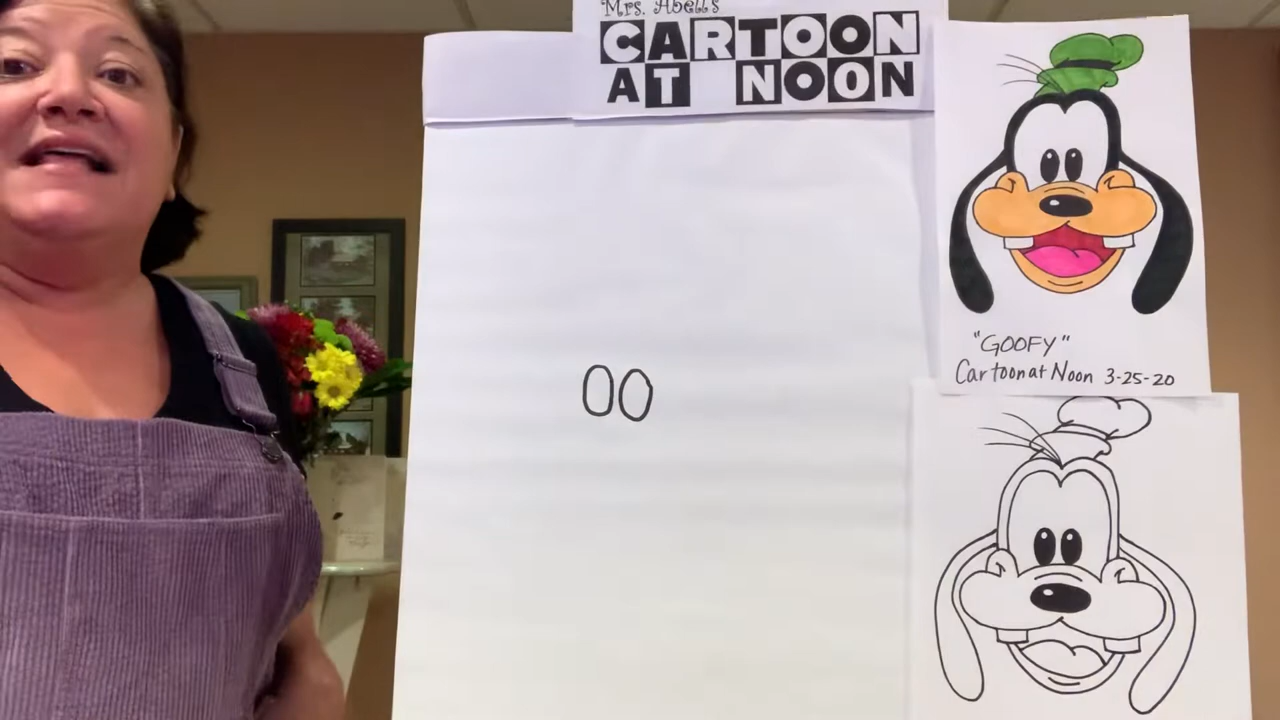 Mrs. Abell's
CARTOON
AT NOON
"GOOFY"
Cartoon at Noon 3-25-20